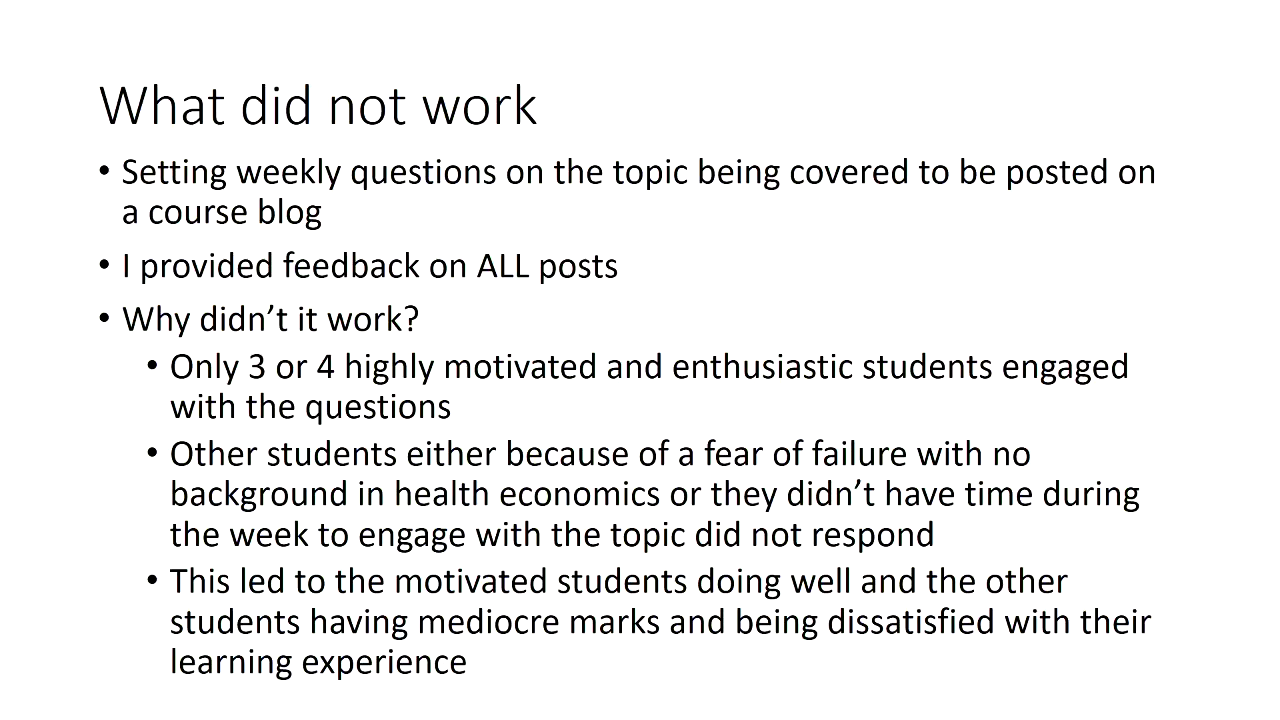 What did not work
• Setting weekly questions on the topic being covered to be posted on
a course blog
• I provided feedback on ALL posts
• Why didn’t it work?
• Only 3 or 4 highly motivated and enthusiastic students engaged
with the questions
• Other students either because of a fear of failure with no
background in health economics or they didn’t have time during
the week to engage with the topic did not respond
• This led to the motivated students doing well and the other
students having mediocre marks and being dissatisfied with their
learning experience